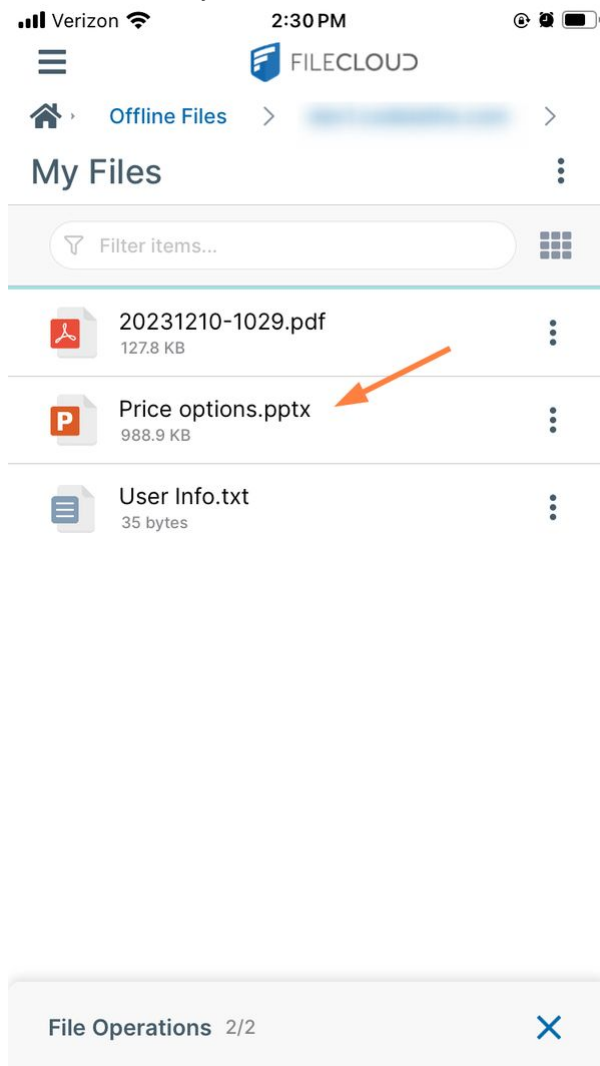 Verizon 2:30 PM
FILECLOUD
Offline Files
My Files
Filter items...
20231210-1029.pdf
127.8 KB
P Price options.pptx
988.9 KB
User Info.txt
35 bytes
File Operations 2/2